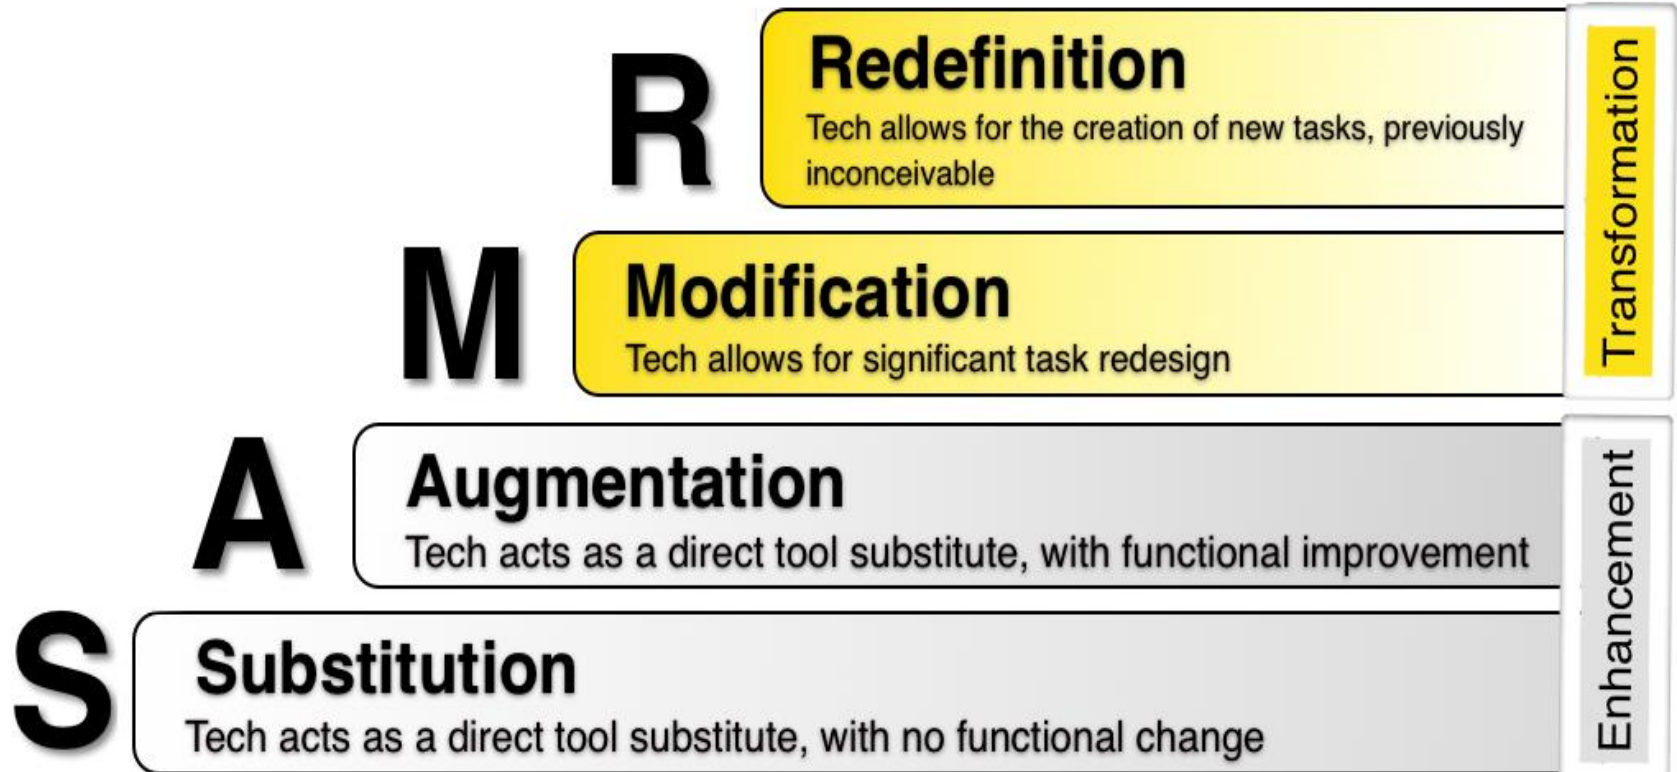 R
Redefinition
Tech allows for the creation of new tasks, previously
inconceivable
M
Modification
Tech allows for significant task redesign
Transformation
A
Augmentation
Tech acts as a direct tool substitute, with functional improvement
S
Substitution
Tech acts as a direct tool substitute, with no functional change
Enhancement